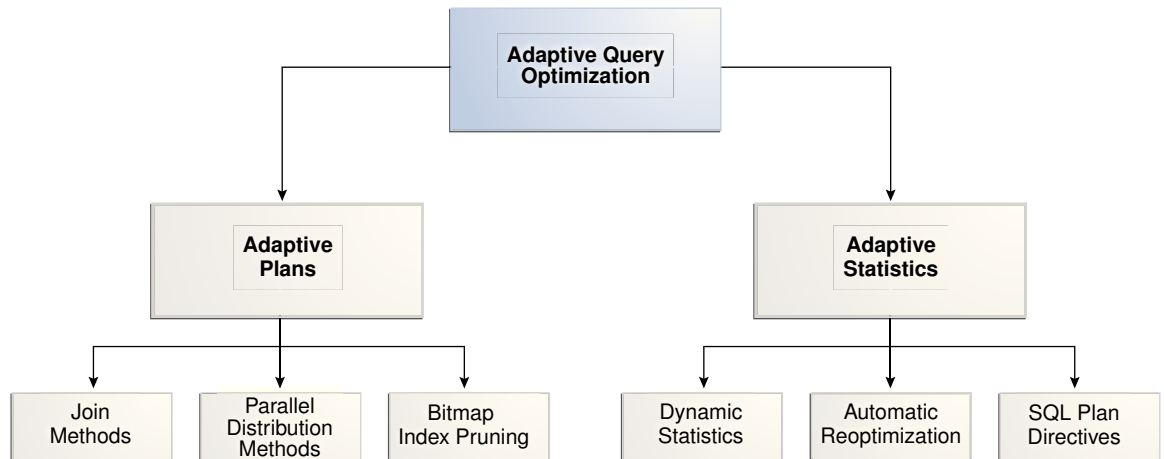 Adaptive Query
Optimization
Adaptive
Plans
Adaptive
Statistics
Join
Methods
Parallel
Distribution
Methods
Bitmap
Index Pruning
Dynamic
Statistics
Automatic
Reoptimization
SQL Plan
Directives